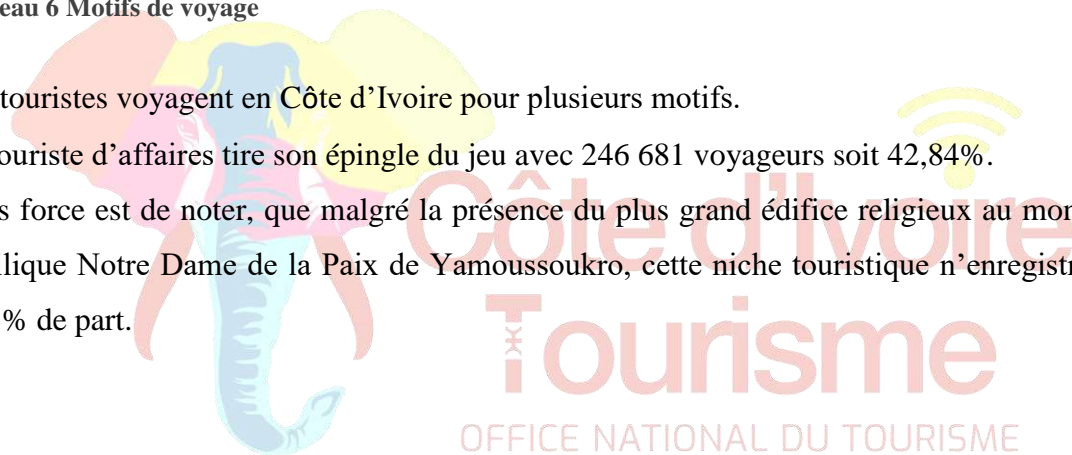 eau 6 Motifs de voyage
touristes voyagent en Côte d’Ivoire pour plusieurs motifs.
ouriste d’affaires tire son épingle du jeu avec 246 681 voyageurs soit 42,84%.
s force est de noter, que malgré la présence du plus grand édifice religieux au mon
ilique Notre Dame de la Paix de Yamoussoukro, cette niche touristique n’enregistr
% de part.
Côte d'Ivoire
Tourisme
OFFICE NATIONAL DU TOURISME